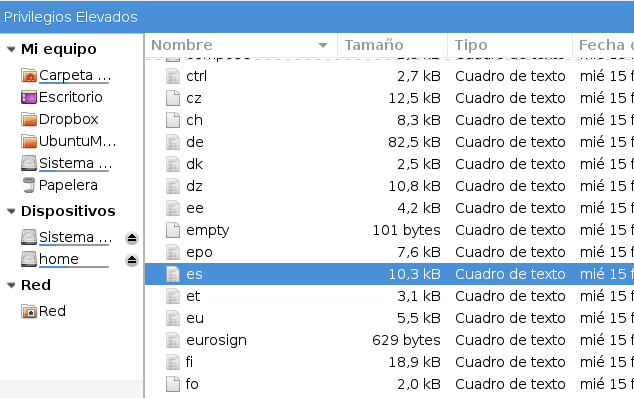 Privilegios Elevados
Mi equipo
Carpeta ...
Escritorio
Dropbox
UbuntuM...
Sistema ...
Papelera
Dispositivos
Sistema ...
home
Red
Red
Nombre Tamaño Tipo Fecha d
ctrl 2,7 kB Cuadro de texto mié 15 f
cz 12,5 kB Cuadro de texto mié 15 f
ch 8,3 kB Cuadro de texto mié 15 f
de 82,5 kB Cuadro de texto mié 15 f
dk 2,5 kB Cuadro de texto mié 15 f
dz 10,8 kB Cuadro de texto mié 15 f
ee 4,2 kB Cuadro de texto mié 15 f
empty 101 bytes Cuadro de texto mié 15 f
epo 7,6 kB Cuadro de texto mié 15 f
es 10,3 kB Cuadro de texto mié 15 f
et 3,1 kB Cuadro de texto mié 15 f
eu 5,5 kB Cuadro de texto mié 15 f
eurosign 629 bytes Cuadro de texto mié 15 f
fi 18,9 kB Cuadro de texto mié 15 f
fo 2,0 kB Cuadro de texto mié 15 f